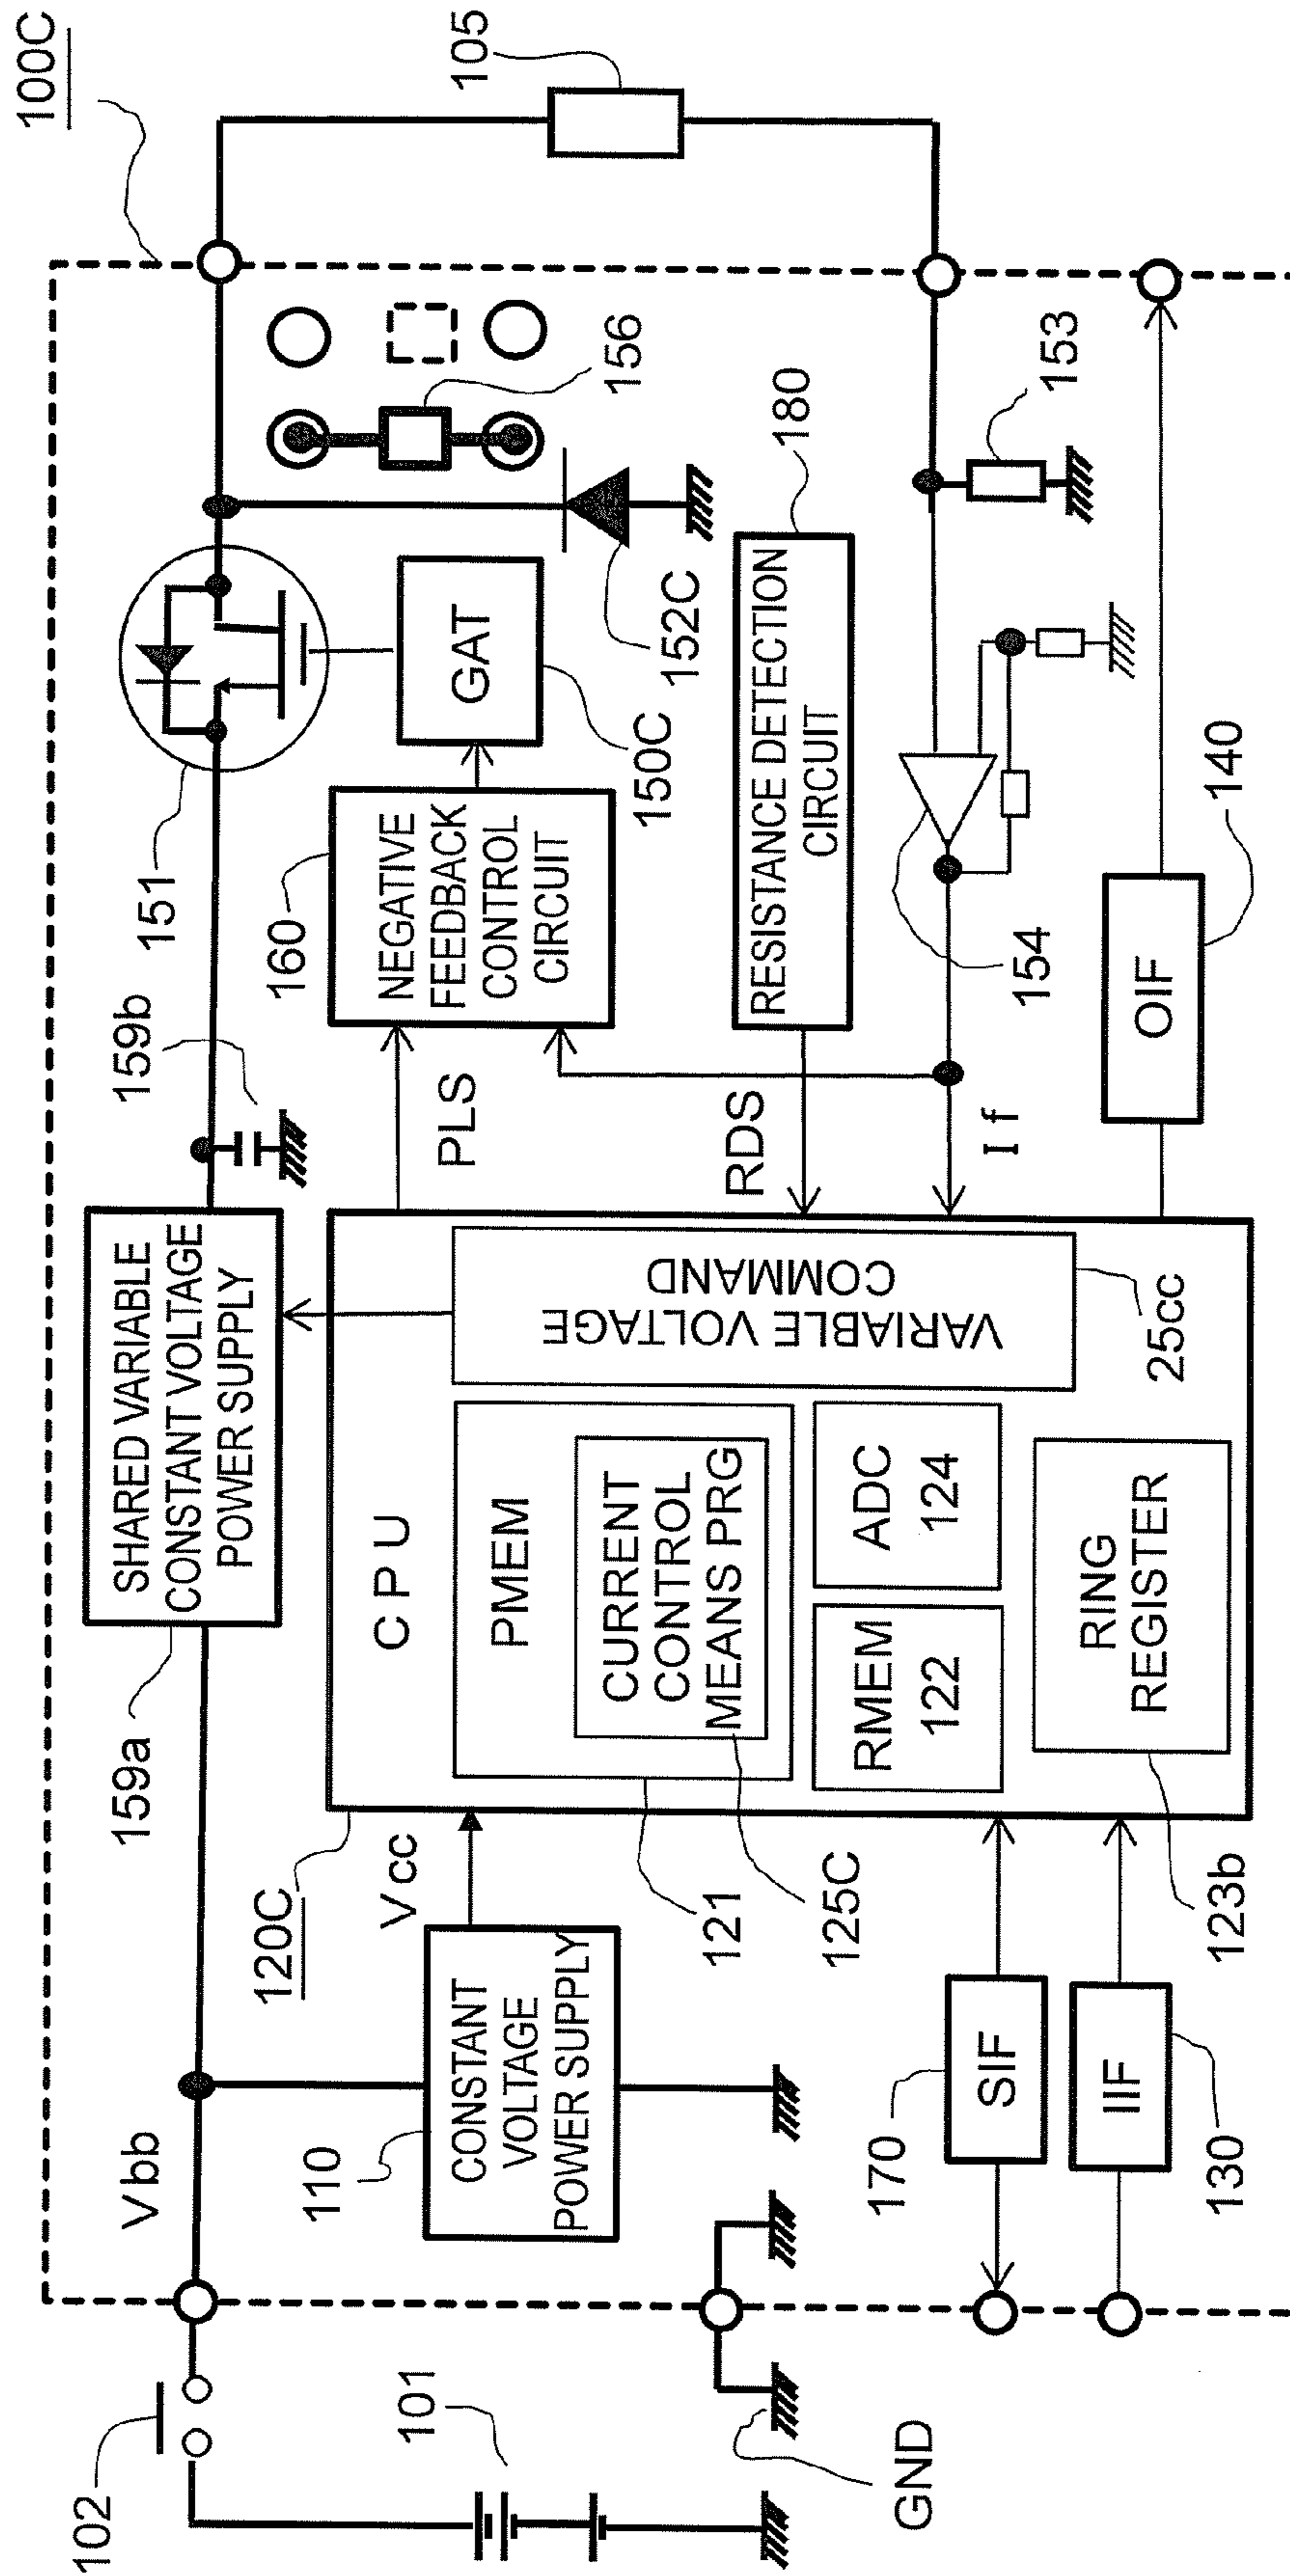 100C
102
101
Vbb
GND
110
CONSTANT
VOLTAGE
POWER SUPPLY
Vcc
120C
159a
SHARED VARIABLE
CONSTANT VOLTAGE
POWER SUPPLY
159b
151
CPU
PMEM
CURRENT
CONTROL
MEANS PRG
121
125C
RMEM
122
ADC
124
RING
REGISTER
123b
VARIABLE VOLTAGE
COMMAND
25cc
PLS
RDS
If
160
NEGATIVE
FEEDBACK
CONTROL
CIRCUIT
GAT
150C
152C
156
105
RESISTANCE DETECTION
CIRCUIT
180
153
154
OIF
140
170
SIF
IIF
130